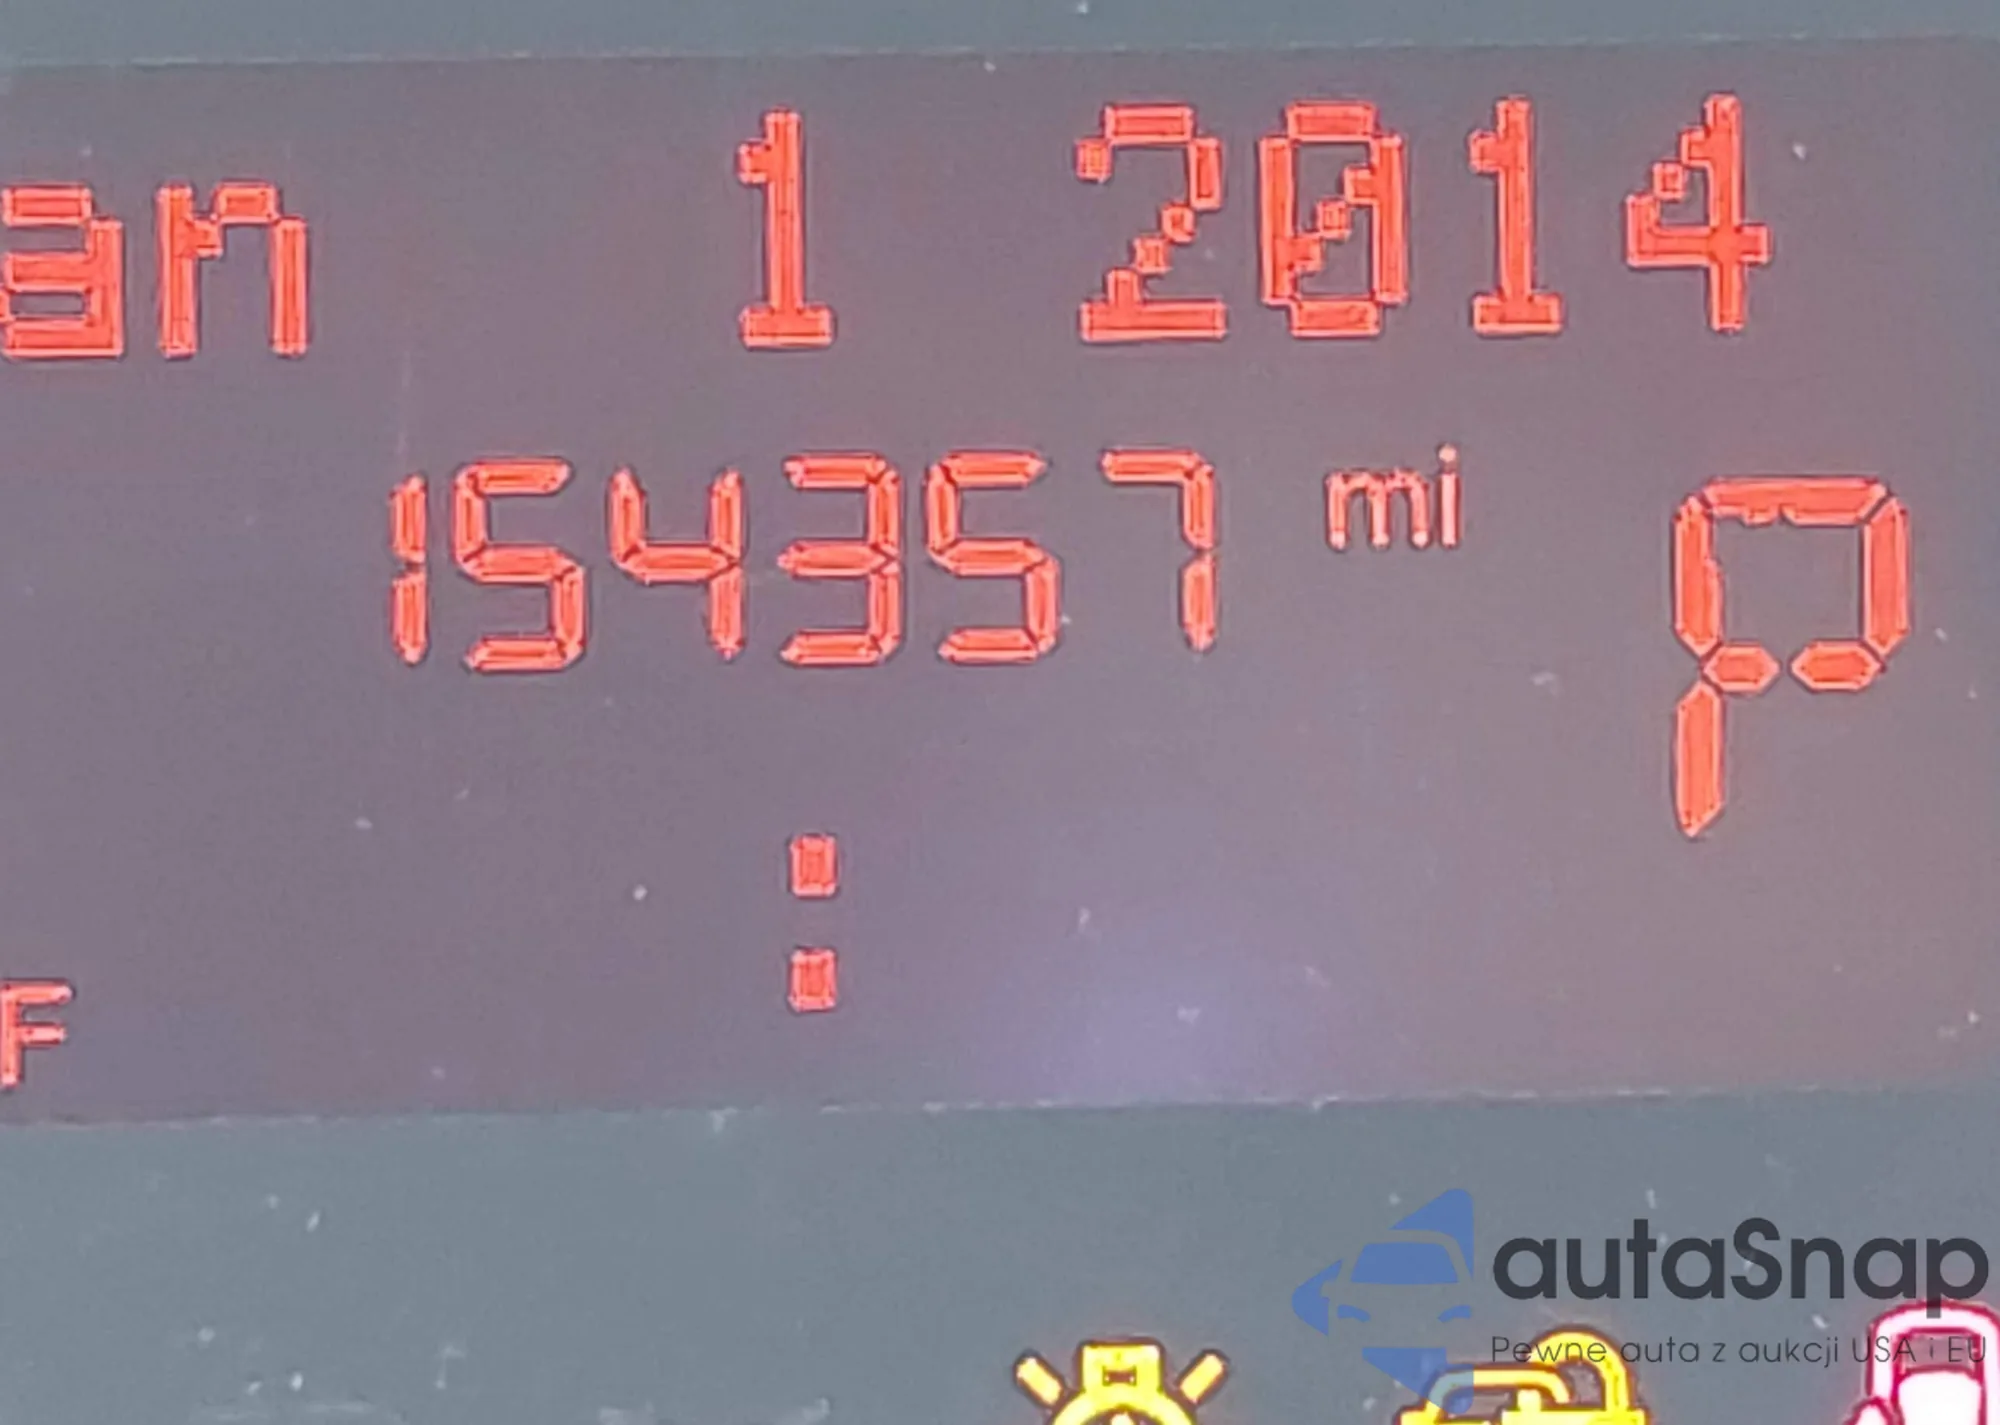 an 1 2014
154357 mi P
:
F
autaSnap
Pewne auta z aukcji USA i EU